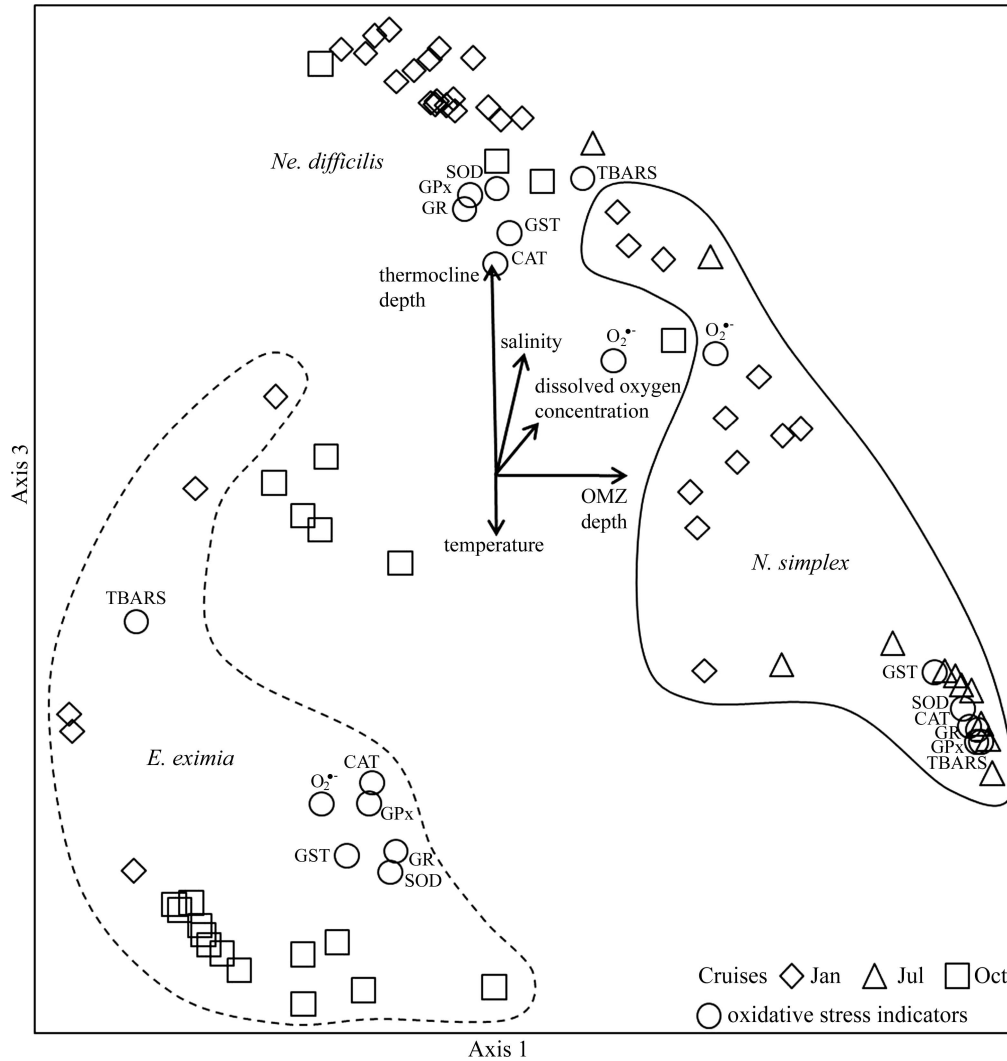 Ne. difficilis
SOD
TBARS
GPx
GR
GST
CAT
thermocline
depth
O₂•-
O₂•-
salinity
dissolved oxygen
concentration
Axis 3
OMZ
depth
temperature
N. simplex
TBARS
GST
SOD
CAT
GR
GPx
TBARS
E. eximia
CAT
O₂•-
GPx
GST
GR
SOD
Cruises Jan Jul Oct
oxidative stress indicators
Axis 1